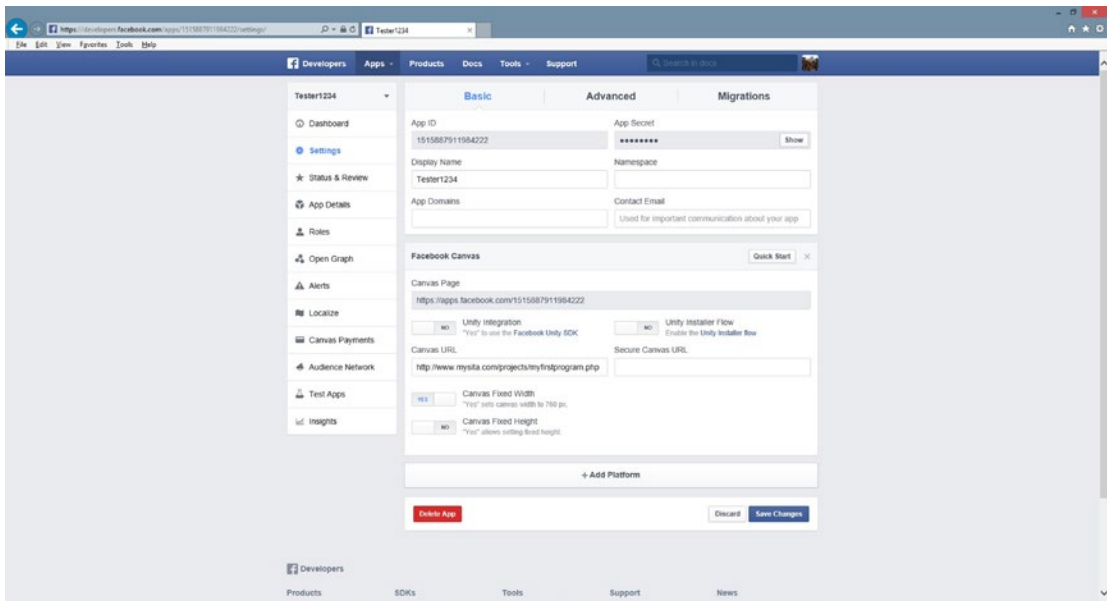 https://developers.facebook.com/apps/1515887911984222/settings/
Tester1234
File Edit View Favorites Tools Help
Developers Apps Products Docs Tools Support Search in docs
Tester1234
Dashboard
Settings
Status & Review
App Details
Roles
Open Graph
Alerts
Localize
Canvas Payments
Audience Network
Test Apps
Insights
Basic Advanced Migrations
App ID App Secret
1515887911984222 ●●●●●●●● Show
Display Name Namespace
Tester1234
App Domains Contact Email
Used for important communication about your app
Facebook Canvas Quick Start
Canvas Page
https://apps.facebook.com/1515887911984222
NO Unity Integration NO Unity Installer Flow
"Yes" to use the Facebook Unity SDK Enable the Unity installer flow
Canvas URL Secure Canvas URL
http://www.mysita.com/projects/myfirstprogram.php
YES Canvas Fixed Width
"Yes" sets canvas width to 760 px.
NO Canvas Fixed Height
"Yes" allows setting fixed height
+ Add Platform
Delete App Discard Save Changes
Developers
Products SDKs Tools Support News